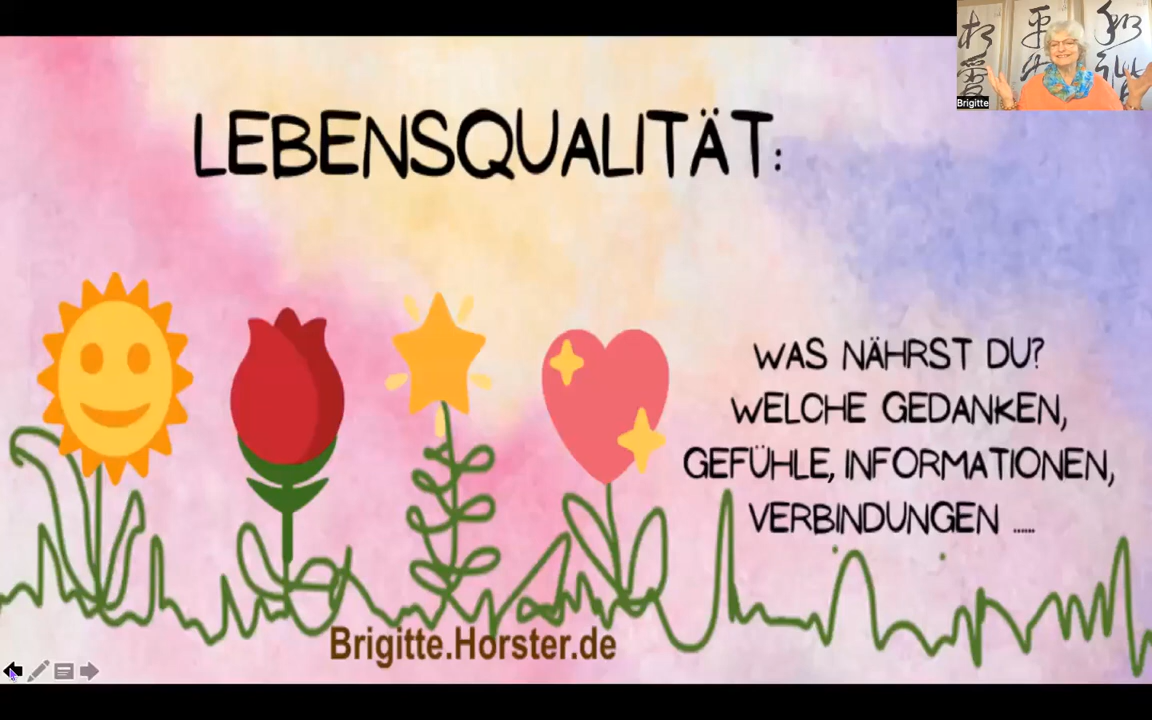 LEBENSQUALITÄT:
WAS NÄHRST DU?
WELCHE GEDANKEN,
GEFÜHLE, INFORMATIONEN,
VERBINDUNGEN ......
Brigitte.Horster.de
Brigitte